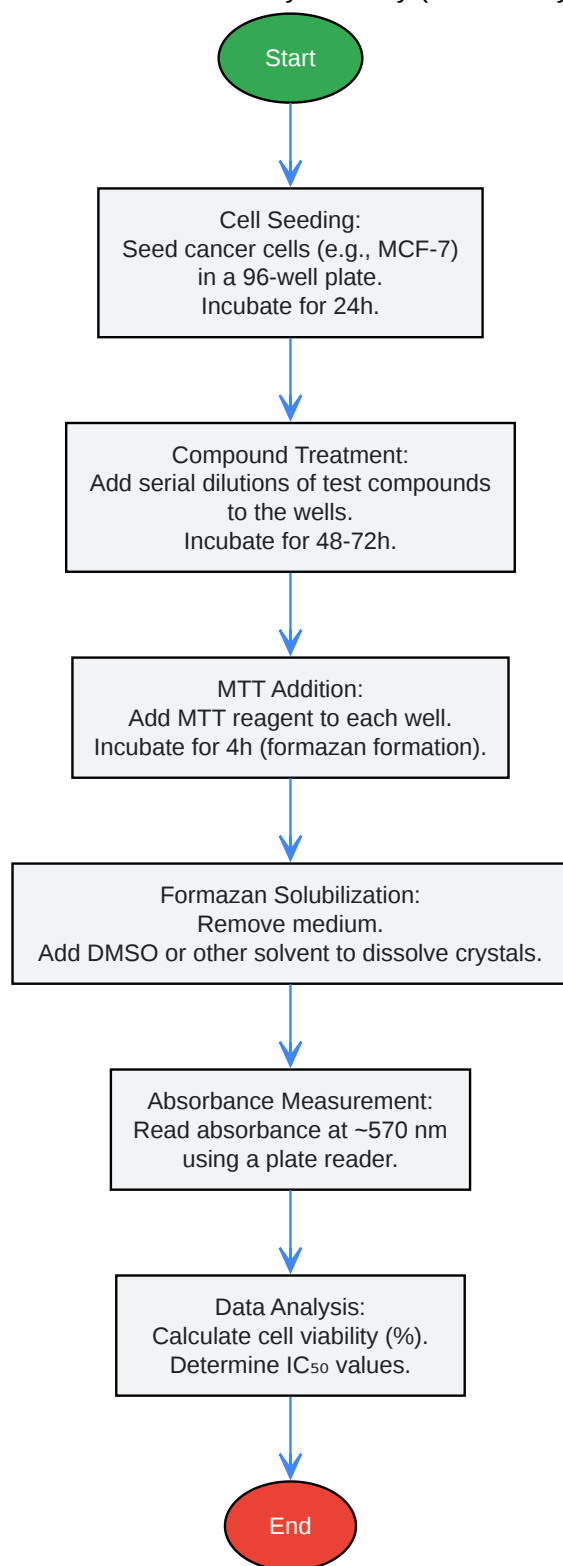 Start
Cell Seeding:
Seed cancer cells (e.g., MCF-7)
in a 96-well plate.
Incubate for 24h.
Compound Treatment:
Add serial dilutions of test compounds
to the wells.
Incubate for 48-72h.
MTT Addition:
Add MTT reagent to each well.
Incubate for 4h (formazan formation).
Formazan Solubilization:
Remove medium.
Add DMSO or other solvent to dissolve crystals.
Absorbance Measurement:
Read absorbance at ~570 nm
using a plate reader.
Data Analysis:
Calculate cell viability (%).
Determine IC₅₀ values.
End